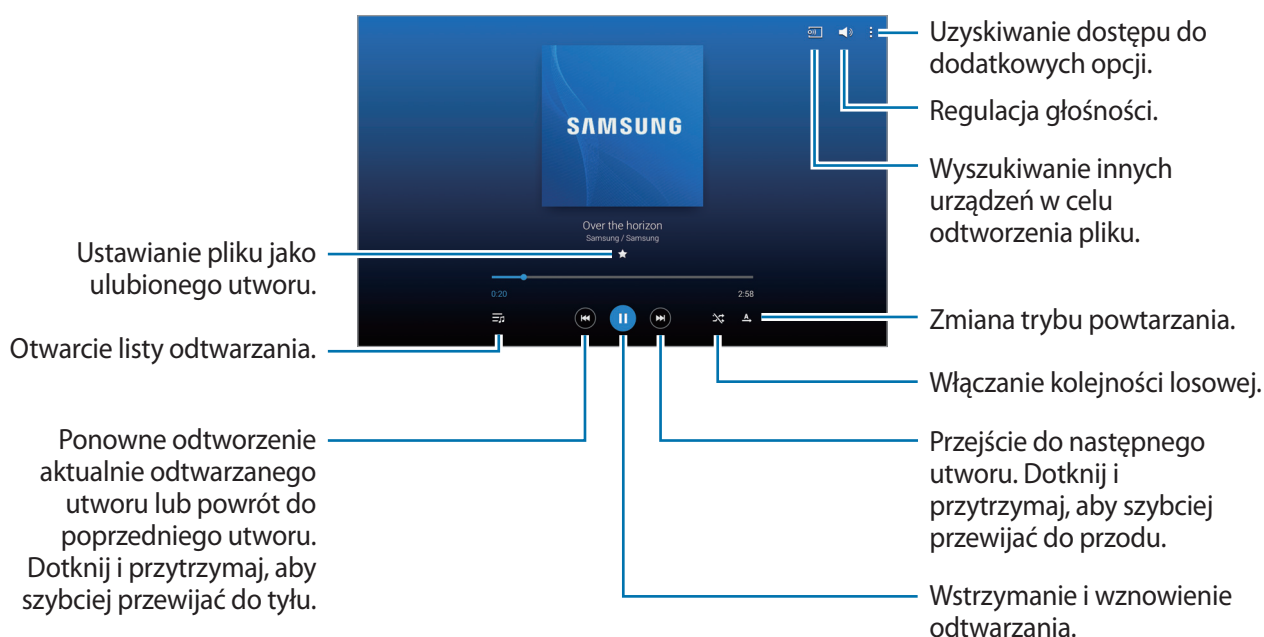 SAMSUNG
Over the horizon
Samsung / Samsung
0:20
2:58
A
Ustawianie pliku jako
ulubionego utworu.
Otwarcie listy odtwarzania.
Ponowne odtworzenie
aktualnie odtwarzanego
utworu lub powrót do
poprzedniego utworu.
Dotknij i przytrzymaj, aby
szybciej przewijać do tyłu.
Uzyskiwanie dostępu do
dodatkowych opcji.
Regulacja głośności.
Wyszukiwanie innych
urządzeń w celu
odtworzenia pliku.
Zmiana trybu powtarzania.
Włączanie kolejności losowej.
Przejście do następnego
utworu. Dotknij i
przytrzymaj, aby szybciej
przewijać do przodu.
Wstrzymanie i wznowienie
odtwarzania.